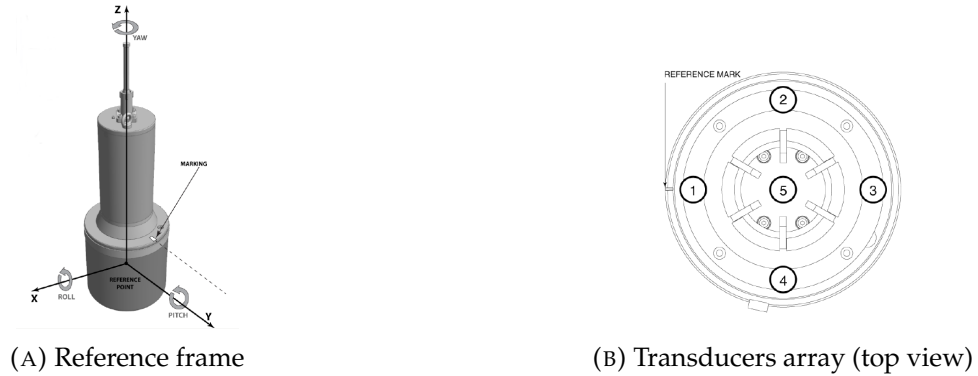 Z
YAW
MARKING
REFERENCE
POINT
X
ROLL
PITCH
Y
(A) Reference frame
REFERENCE MARK
2
1
5
3
4
(B) Transducers array (top view)